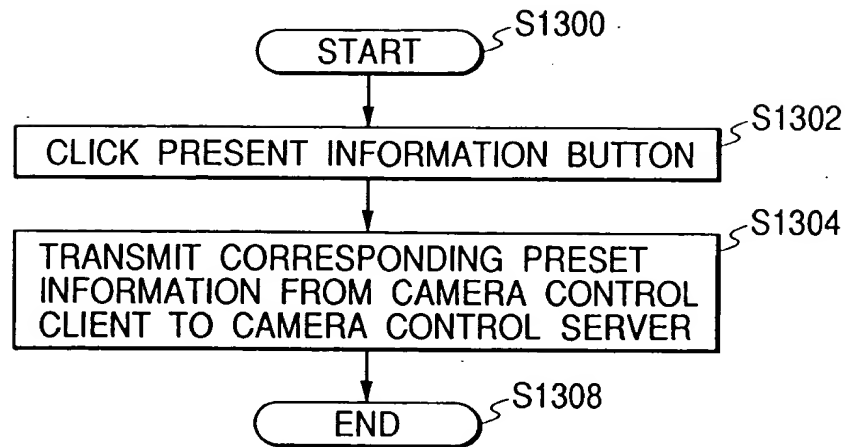 S1300
START
S1302
CLICK PRESENT INFORMATION BUTTON
S1304
TRANSMIT CORRESPONDING PRESET
INFORMATION FROM CAMERA CONTROL
CLIENT TO CAMERA CONTROL SERVER
S1308
END